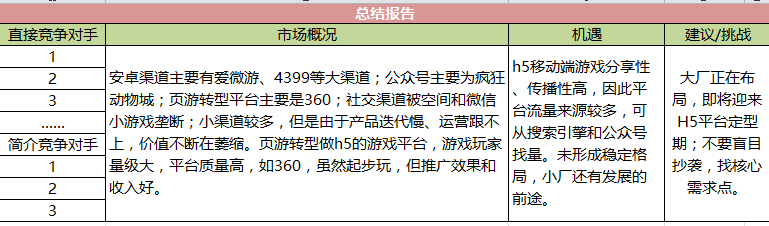 总结报告
直接竞争对手
市场概况
机遇
建议/挑战
1
2
3
……
简介竞争对手
1
2
3
安卓渠道主要有爱微游、4399等大渠道；公众号主要为疯狂
动物城；页游转型平台主要是360；社交渠道被空间和微信
小游戏垄断；小渠道较多，但是由于产品迭代慢、运营跟不
上，价值不断在萎缩。页游转型做h5的游戏平台，游戏玩家
量级大，平台质量高，如360，虽然起步玩，但推广效果和
收入好。
h5移动端游戏分享性
、传播性高，因此平
台流量来源较多，可
从搜索引擎和公众号
找量。未形成稳定格
局，小厂还有发展的
前途。
大厂正在布
局，即将迎来
H5平台定型
期；不要盲目
抄袭，找核心
需求点。